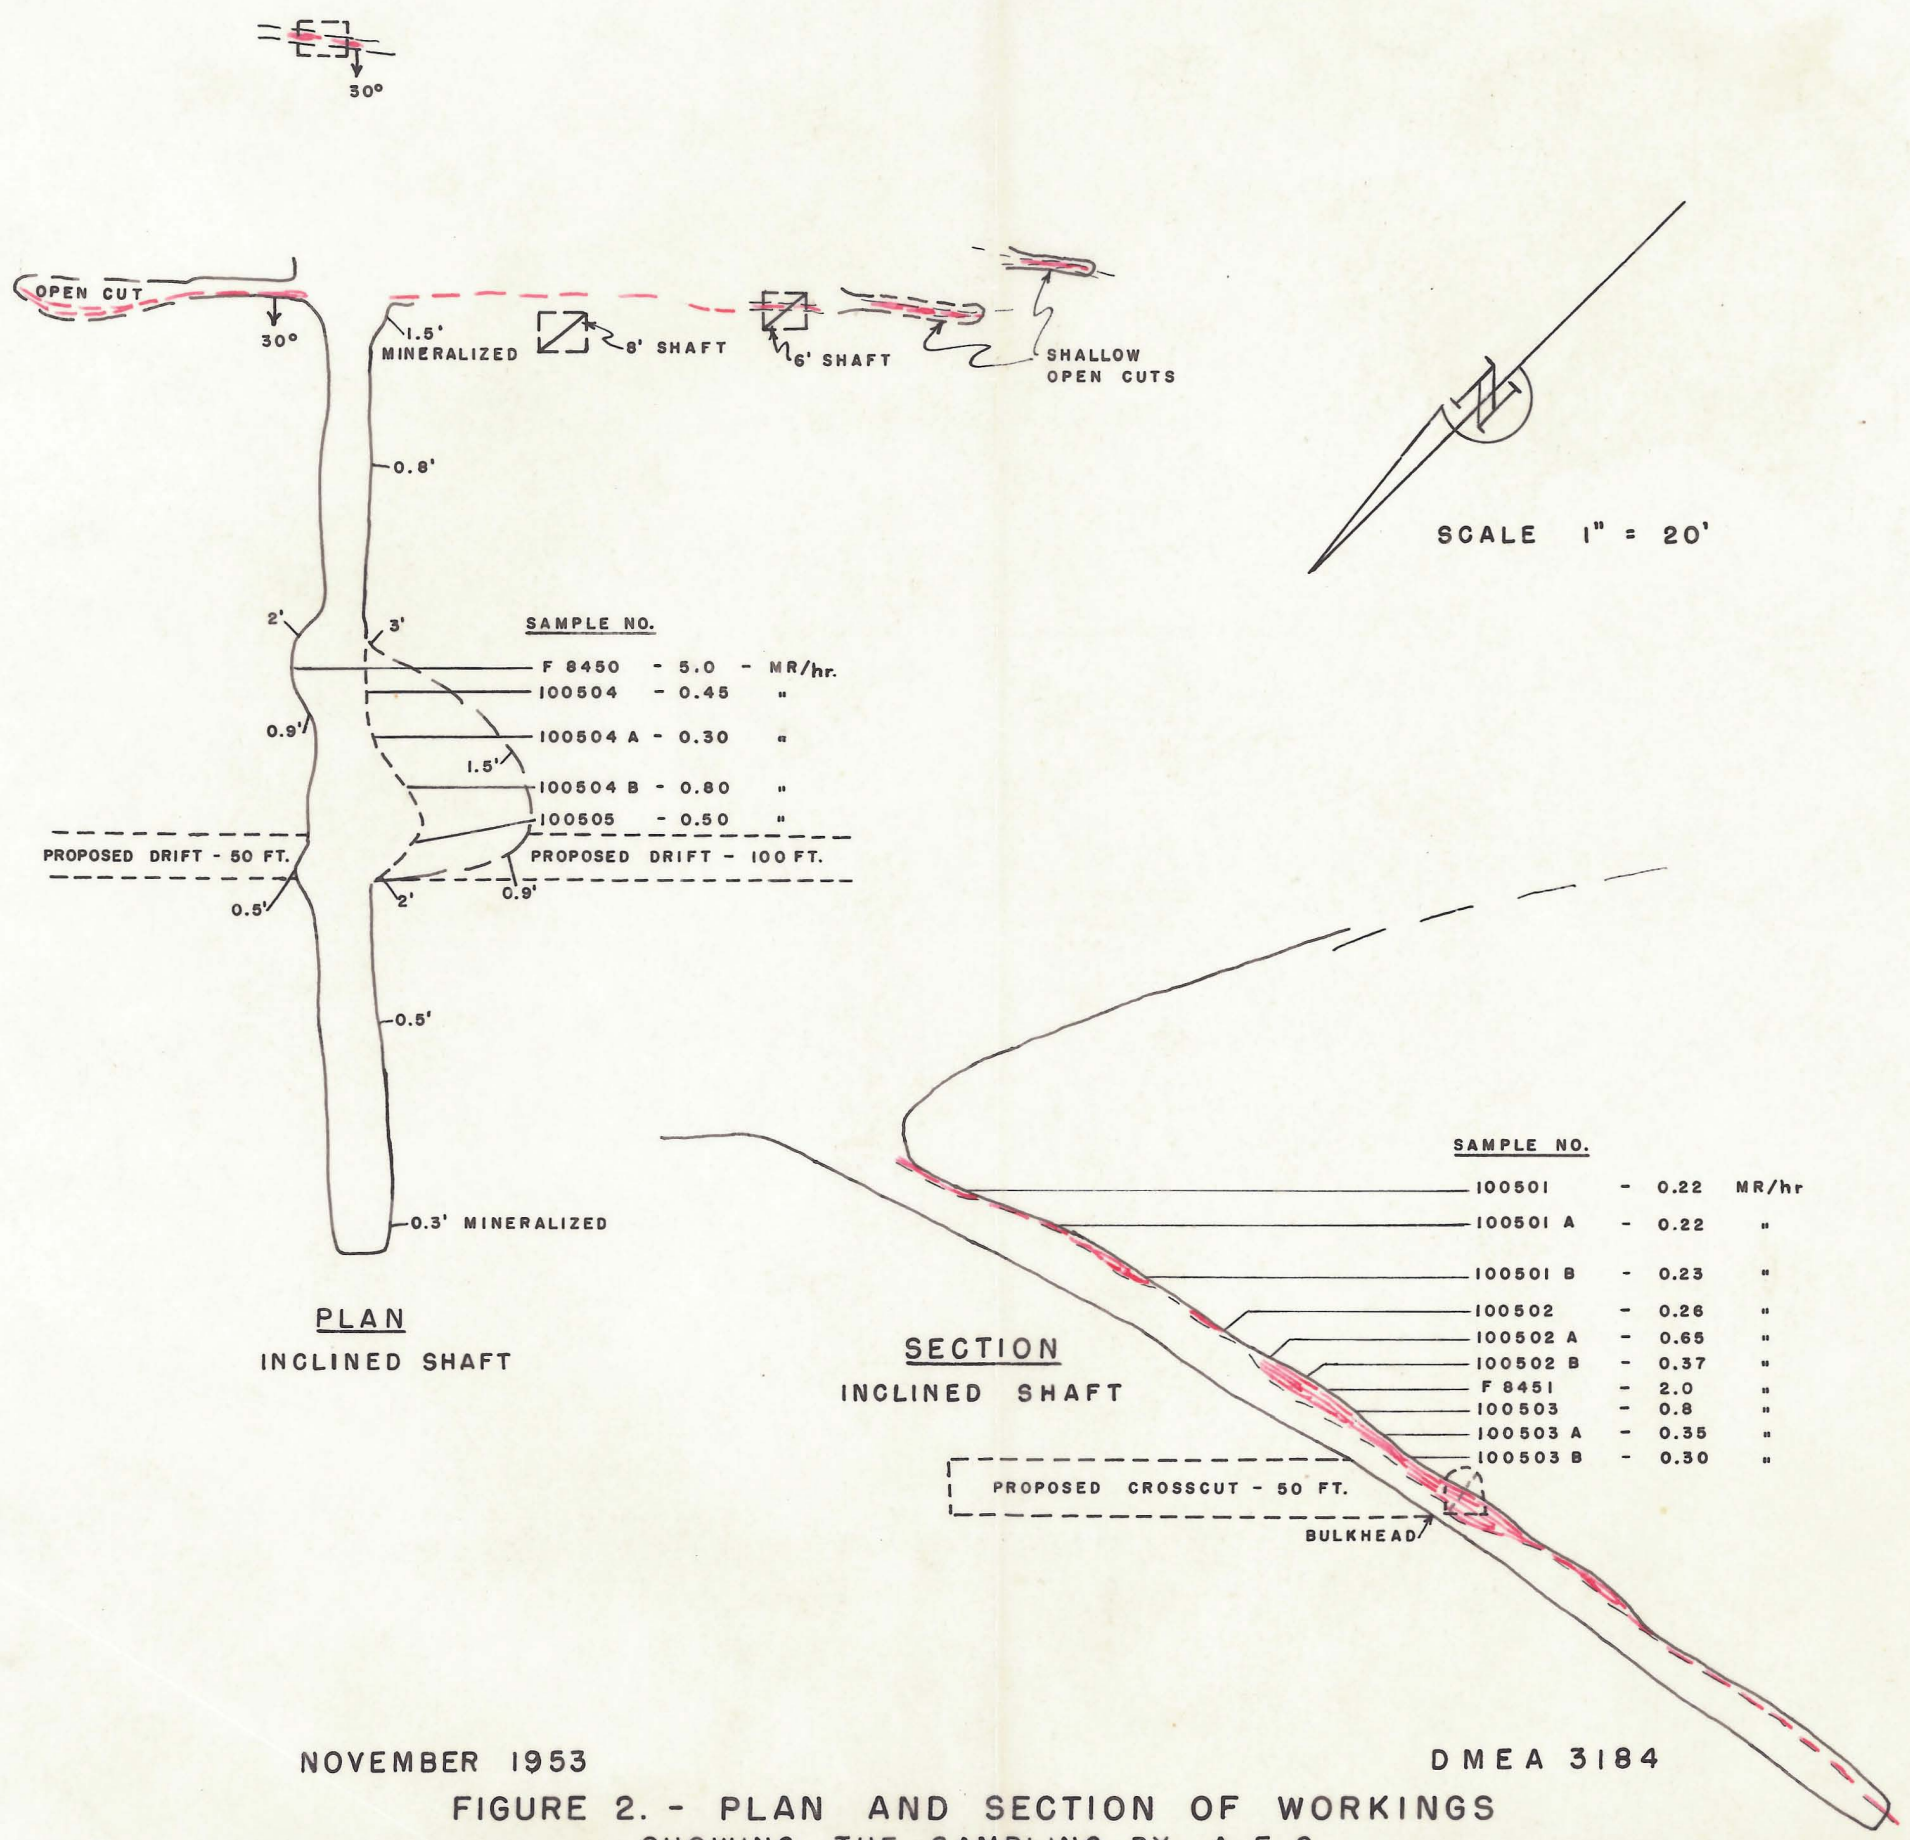 30°
OPEN CUT
30°
1.5'
MINERALIZED
8' SHAFT
6' SHAFT
SHALLOW
OPEN CUTS
N
SCALE 1" = 20'
0.8'
2'
3'
SAMPLE NO.
F 8450 - 5.0 - MR/hr.
100504 - 0.45 "
0.9'
100504 A - 0.30 "
1.5'
100504 B - 0.80 "
100505 - 0.50 "
PROPOSED DRIFT - 50 FT.
PROPOSED DRIFT - 100 FT.
0.5'
2'
0.9'
0.5'
0.3' MINERALIZED
PLAN
INCLINED SHAFT
SAMPLE NO.
100501 - 0.22 MR/hr
100501 A - 0.22 "
100501 B - 0.23 "
100502 - 0.26 "
100502 A - 0.65 "
100502 B - 0.37 "
F 8451 - 2.0 "
100503 - 0.8 "
100503 A - 0.35 "
100503 B - 0.30 "
SECTION
INCLINED SHAFT
PROPOSED CROSSCUT - 50 FT.
BULKHEAD
NOVEMBER 1953
DMEA 3184
FIGURE 2. - PLAN AND SECTION OF WORKINGS
SHOWING THE SAMPLING BY A.E.C.